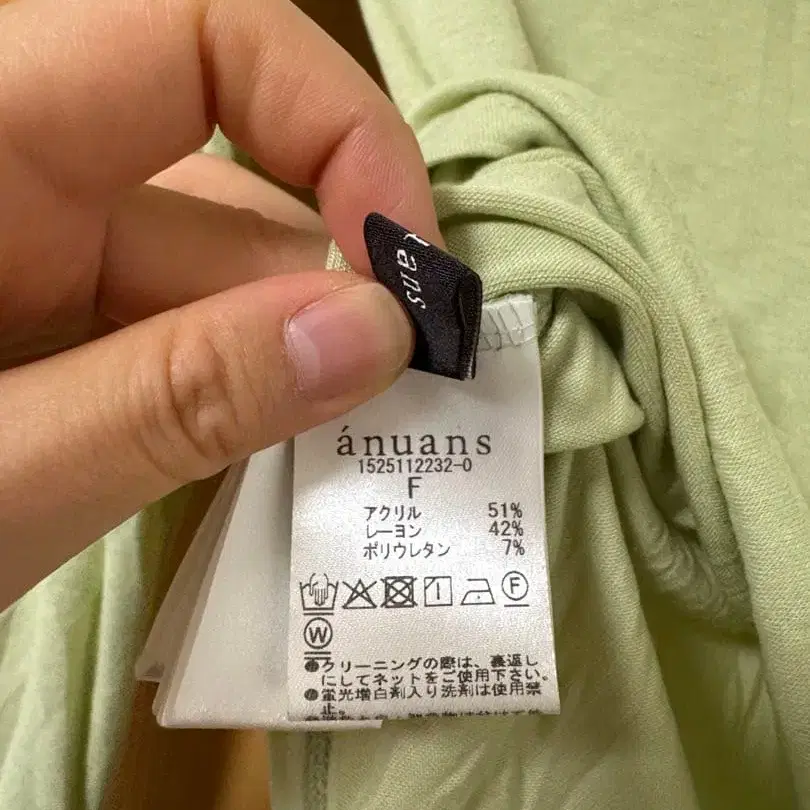 ans
ánuans
1525112232-0
F
アクリル 51%
レーヨン 42%
ポリウレタン 7%
F
W
●クリーニングの際は、裏返し
にしてネットをご使用下さい。
●蛍光増白剤入り洗剤は使用禁
止。